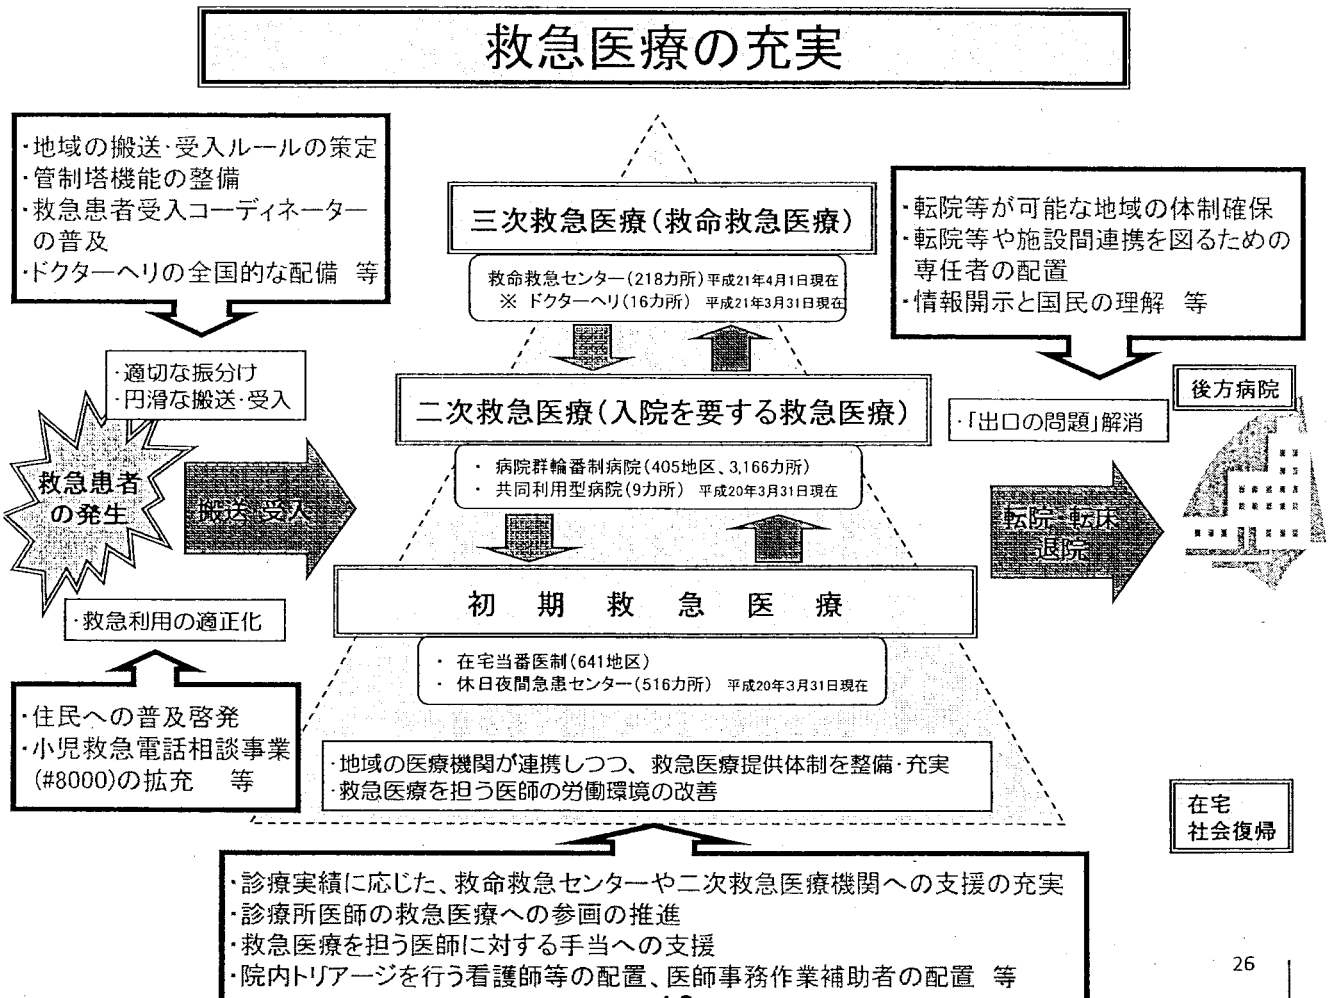 救急医療の充実
・地域の搬送・受入ルールの策定
・管制塔機能の整備
・救急患者受入コーディネーター
の普及
・ドクターヘリの全国的な配備 等
・適切な振分け
・円滑な搬送・受入
救急患者
の発生
搬送・受入
・救急利用の適正化
・住民への普及啓発
・小児救急電話相談事業
(#8000)の拡充 等
三次救急医療(救命救急医療)
救命救急センター(218カ所)平成21年4月1日現在
※ ドクターヘリ(16カ所) 平成21年3月31日現在
二次救急医療(入院を要する救急医療)
・ 病院群輪番制病院(405地区、3,166カ所)
・ 共同利用型病院(9カ所) 平成20年3月31日現在
初期救急医療
・ 在宅当番医制(641地区)
・ 休日夜間急患センター(516カ所) 平成20年3月31日現在
・地域の医療機関が連携しつつ、救急医療提供体制を整備・充実
・救急医療を担う医師の労働環境の改善
・転院等が可能な地域の体制確保
・転院等や施設間連携を図るための
専任者の配置
・情報開示と国民の理解 等
・「出口の問題」解消
後方病院
転院・転床
退院
在宅
社会復帰
・診療実績に応じた、救命救急センターや二次救急医療機関への支援の充実
・診療所医師の救急医療への参画の推進
・救急医療を担う医師に対する手当への支援
・院内トリアージを行う看護師等の配置、医師事務作業補助者の配置 等
26